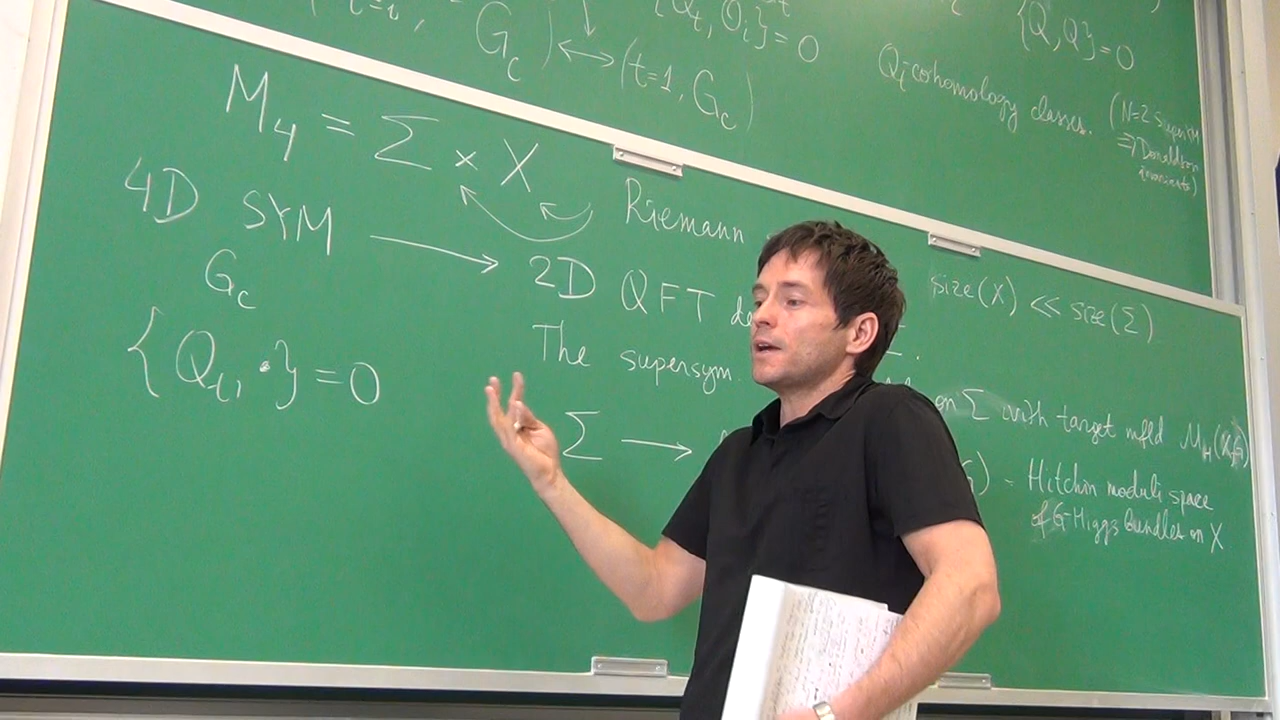 t=1, G_c) ↔ (t=1, G_c)
{Q_t, O_i} = 0
{Q, Q} = 0
Q_t-cohomology classes.
(N=2 supersym
⇒ Donaldson
invariants)
M_4 = Σ × X
Riemann
4D SYM → 2D QFT
size(X) << size(Σ)
G_c
The supersym. on Σ with target mfld M_H(X,G)
{Q_t, ·} = 0
Σ →
G) - Hitchin moduli space
of G-Higgs bundles on X